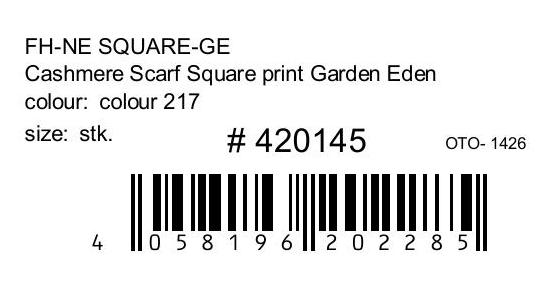 FH-NE SQUARE-GE
Cashmere Scarf Square print Garden Eden
colour: colour 217
size: stk.
# 420145
OTO- 1426
4 058196 202285